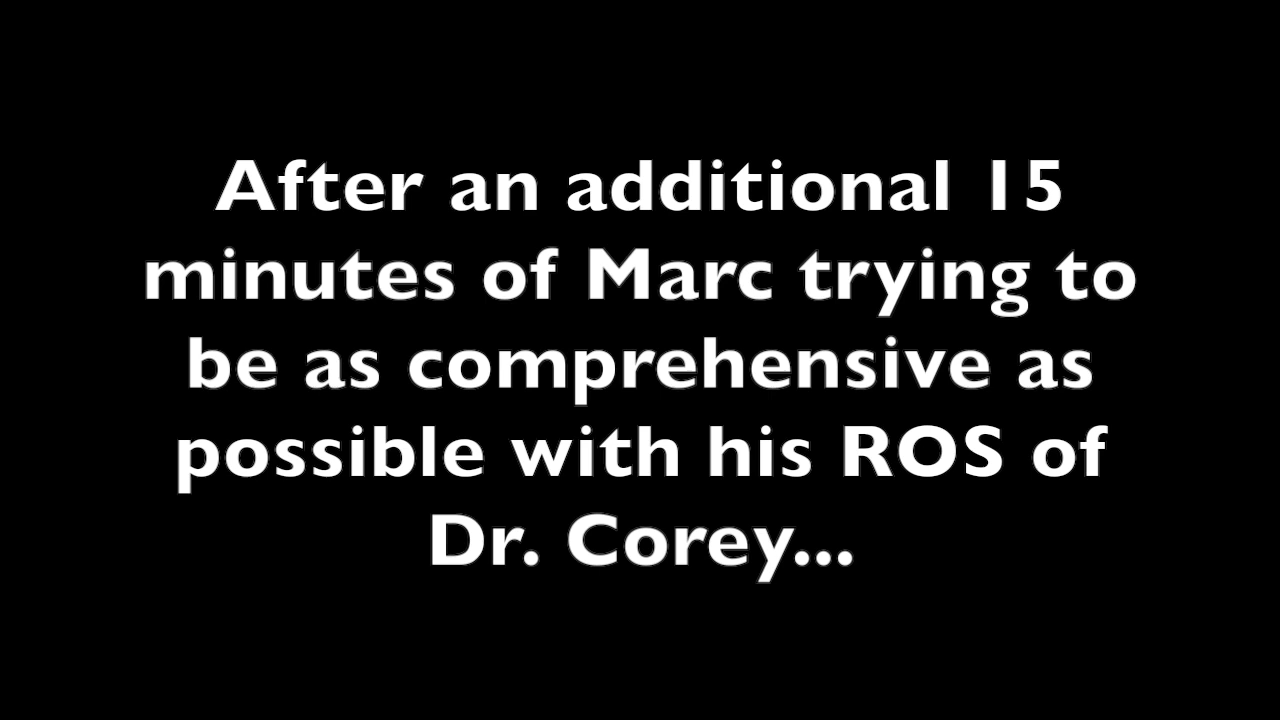 After an additional 15
minutes of Marc trying to
be as comprehensive as
possible with his ROS of
Dr. Corey...